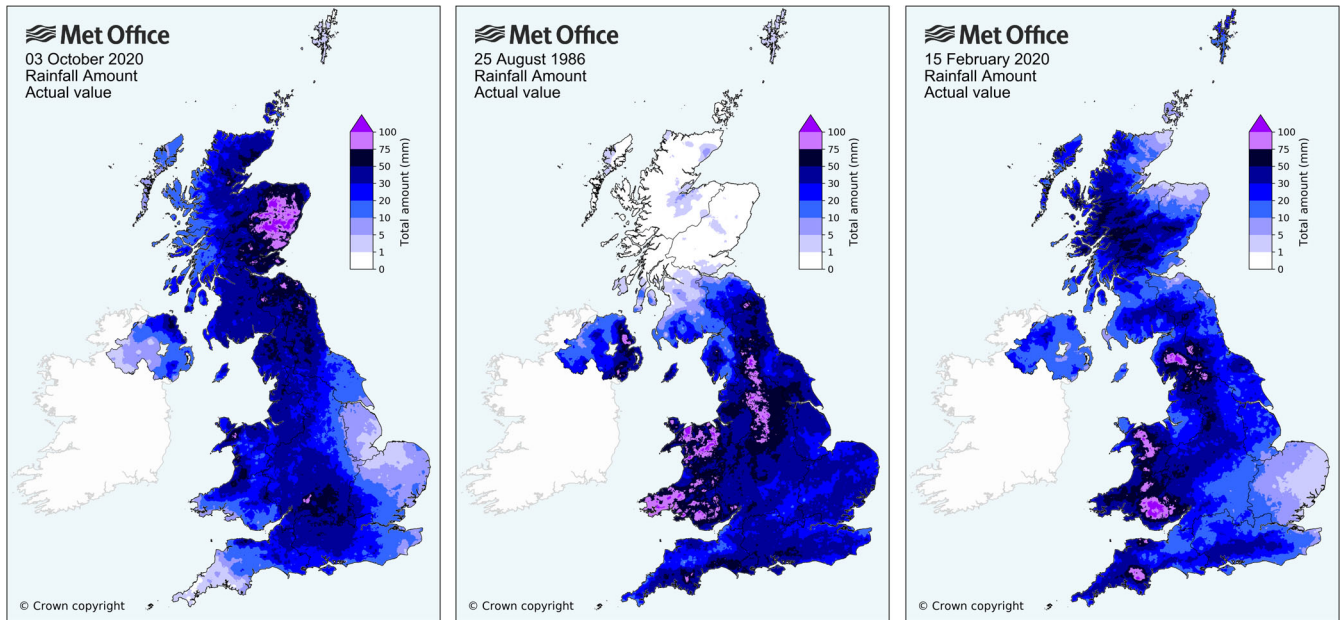 Met Office
03 October 2020
Rainfall Amount
Actual value
100
75
50
30
20
10
5
1
0
Total amount (mm)
© Crown copyright
Met Office
25 August 1986
Rainfall Amount
Actual value
100
75
50
30
20
10
5
1
0
Total amount (mm)
© Crown copyright
Met Office
15 February 2020
Rainfall Amount
Actual value
100
75
50
30
20
10
5
1
0
Total amount (mm)
© Crown copyright